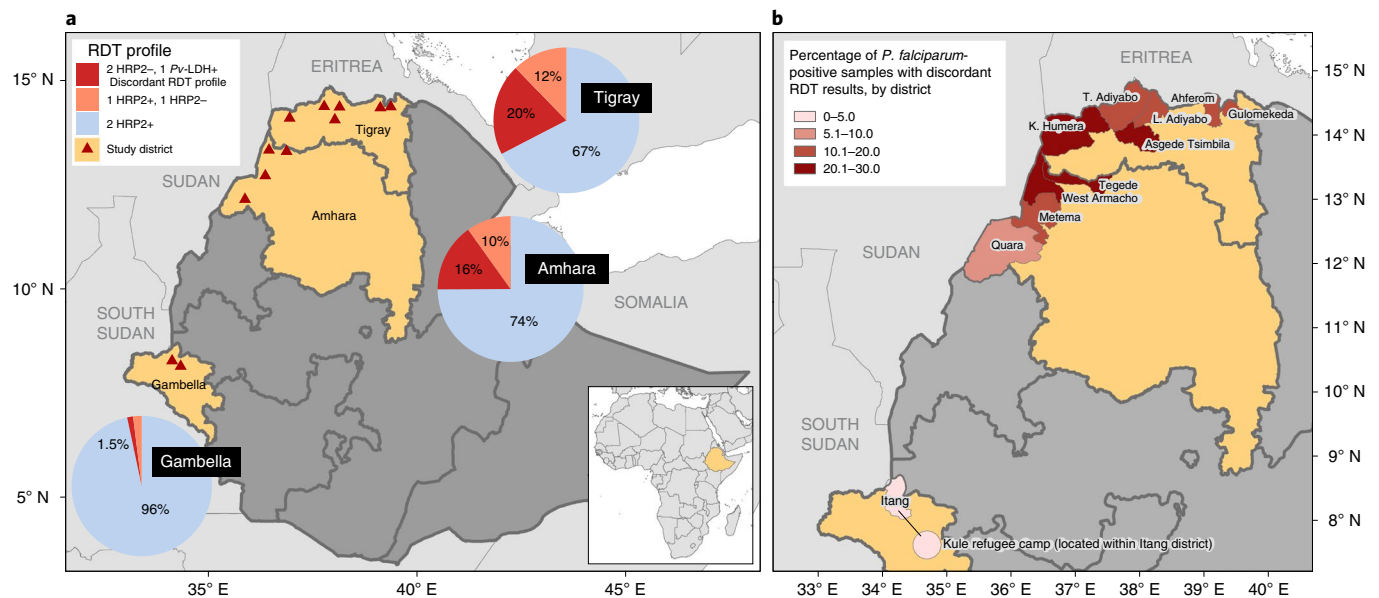 a
RDT profile
2 HRP2–, 1 Pv-LDH+
Discordant RDT profile
1 HRP2+, 1 HRP2–
2 HRP2+
Study district
15° N
10° N
5° N
35° E
40° E
45° E
ERITREA
SUDAN
SOUTH
SUDAN
SOMALIA
Tigray
Amhara
Gambella
12%
20%
67%
Tigray
10%
16%
74%
Amhara
1.5%
96%
Gambella
b
Percentage of P. falciparum-
positive samples with discordant
RDT results, by district
0–5.0
5.1–10.0
10.1–20.0
20.1–30.0
ERITREA
SUDAN
SOUTH
SUDAN
T. Adiyabo
Ahferom
Gulomekeda
L. Adiyabo
K. Humera
Asgede Tsimbila
Tegede
West Armacho
Metema
Quara
Itang
Kule refugee camp (located within Itang district)
15° N
14° N
13° N
12° N
11° N
10° N
9° N
8° N
33° E
34° E
35° E
36° E
37° E
38° E
39° E
40° E